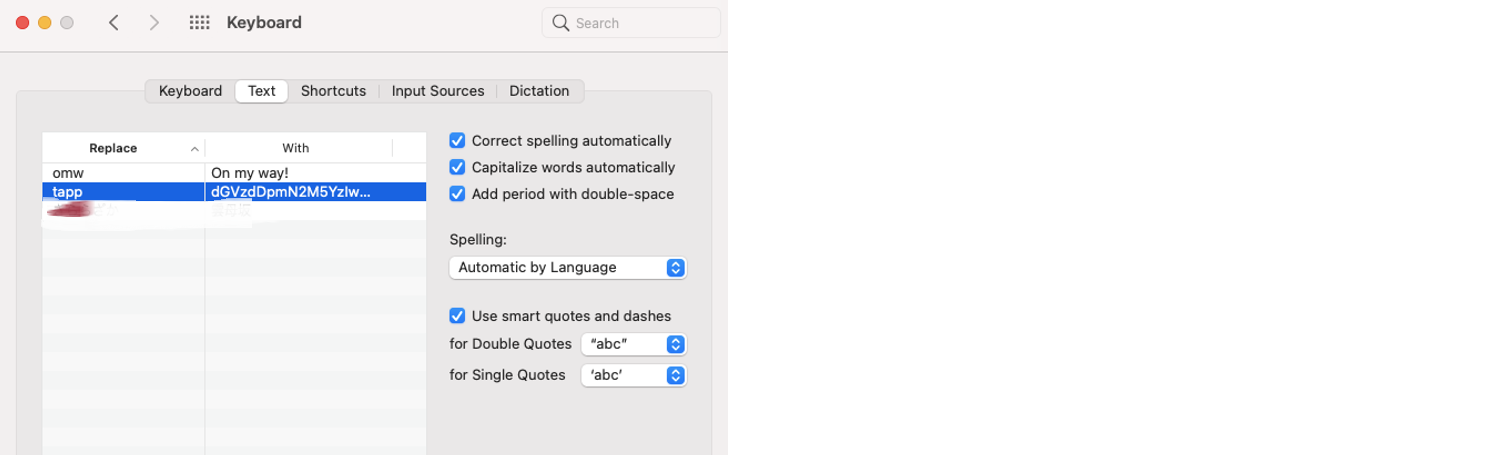 Keyboard
Search
Keyboard Text Shortcuts Input Sources Dictation
Replace With
omw On my way!
tapp dGVzdDpmN2M5YzIw...
Correct spelling automatically
Capitalize words automatically
Add period with double-space
Spelling:
Automatic by Language
Use smart quotes and dashes
for Double Quotes “abc”
for Single Quotes ‘abc’